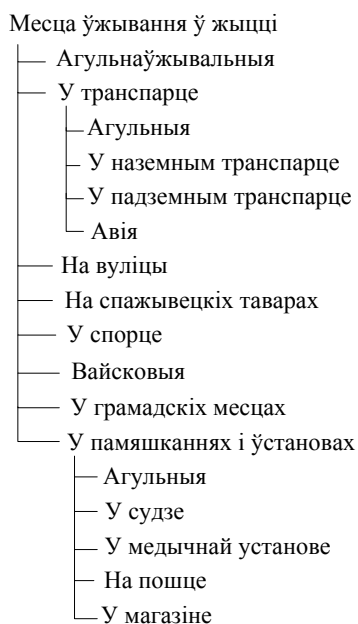 Месца ўжывання ў жыцці
Агульнаўжывальныя
У транспарце
Агульныя
У наземным транспарце
У падземным транспарце
Авія
На вуліцы
На спажывецкіх таварах
У спорце
Вайсковыя
У грамадскіх месцах
У памяшканнях і ўстановах
Агульныя
У судзе
У медычнай установе
На пошце
У магазіне